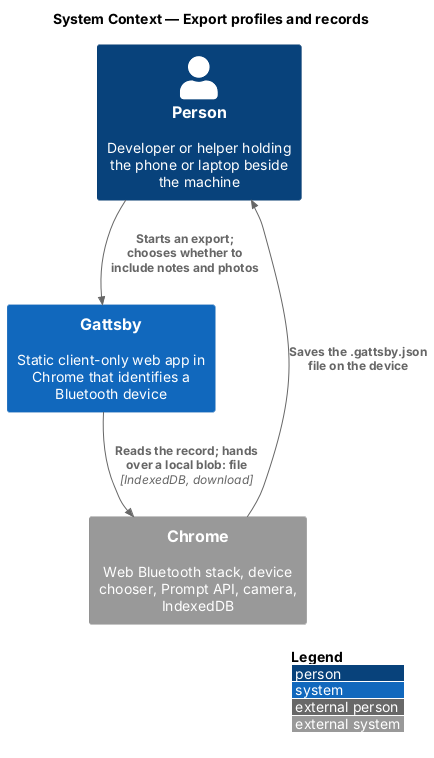 System Context — Export profiles and records
Person
Developer or helper holding
the phone or laptop beside
the machine
Starts an export;
chooses whether to
include notes and photos
Gattsby
Static client-only web app in
Chrome that identifies a
Bluetooth device
Saves the .gattsby.json
file on the device
Reads the record; hands
over a local blob: file
[IndexedDB, download]
Chrome
Web Bluetooth stack, device
chooser, Prompt API, camera,
IndexedDB
Legend
person
system
external person
external system